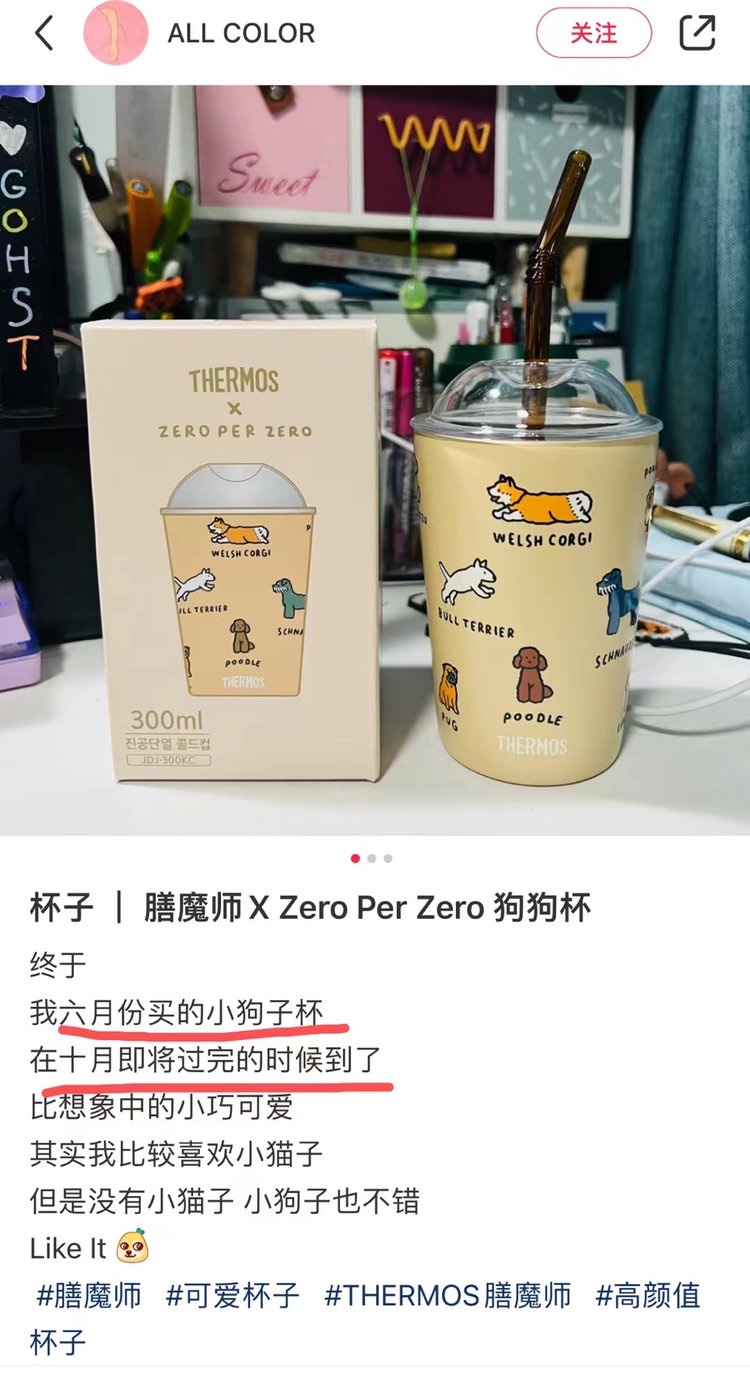 ALL COLOR
关注
GOHST
Sweet
THERMOS
X
ZERO PER ZERO
WELSH CORGI
BULL TERRIER
POODLE
PUG
THERMOS
WELSH CORGI
ULL TERRIER
SCHNA
POODLE
THERMOS
300ml
진공단열 콜드컵
JDJ-300KC
杯子 | 膳魔师X Zero Per Zero 狗狗杯
终于
我六月份买的小狗子杯
在十月即将过完的时候到了
比想象中的小巧可爱
其实我比较喜欢小猫子
但是没有小猫子 小狗子也不错
Like It
#膳魔师 #可爱杯子 #THERMOS膳魔师 #高颜值
杯子